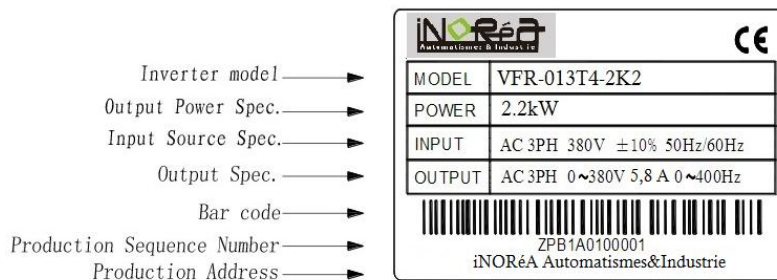 iNORéA
Automatismes & Industrie
CE
Inverter model
MODEL VFR-013T4-2K2
Output Power Spec.
POWER 2.2kW
Input Source Spec.
INPUT AC 3PH 380V ±10% 50Hz/60Hz
Output Spec.
OUTPUT AC 3PH 0~380V 5,8 A 0~400Hz
Bar code
Production Sequence Number
ZPB1A0100001
Production Address
iNORéA Automatismes&Industrie